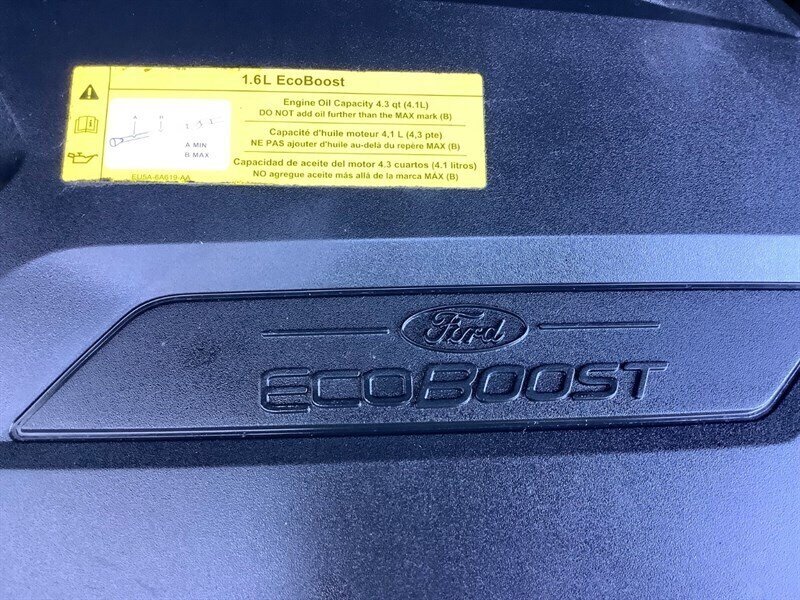 1.6L EcoBoost
Engine Oil Capacity 4.3 qt (4.1L)
DO NOT add oil further than the MAX mark (B)
Capacité d'huile moteur 4,1 L (4,3 pte)
NE PAS ajouter d'huile au-delà du repère MAX (B)
Capacidad de aceite del motor 4.3 cuartos (4.1 litros)
NO agregue aceite más allá de la marca MÁX (B)
A B
A MIN
B MAX
EU5A-6A619-AA
Ford
ECOBOOST